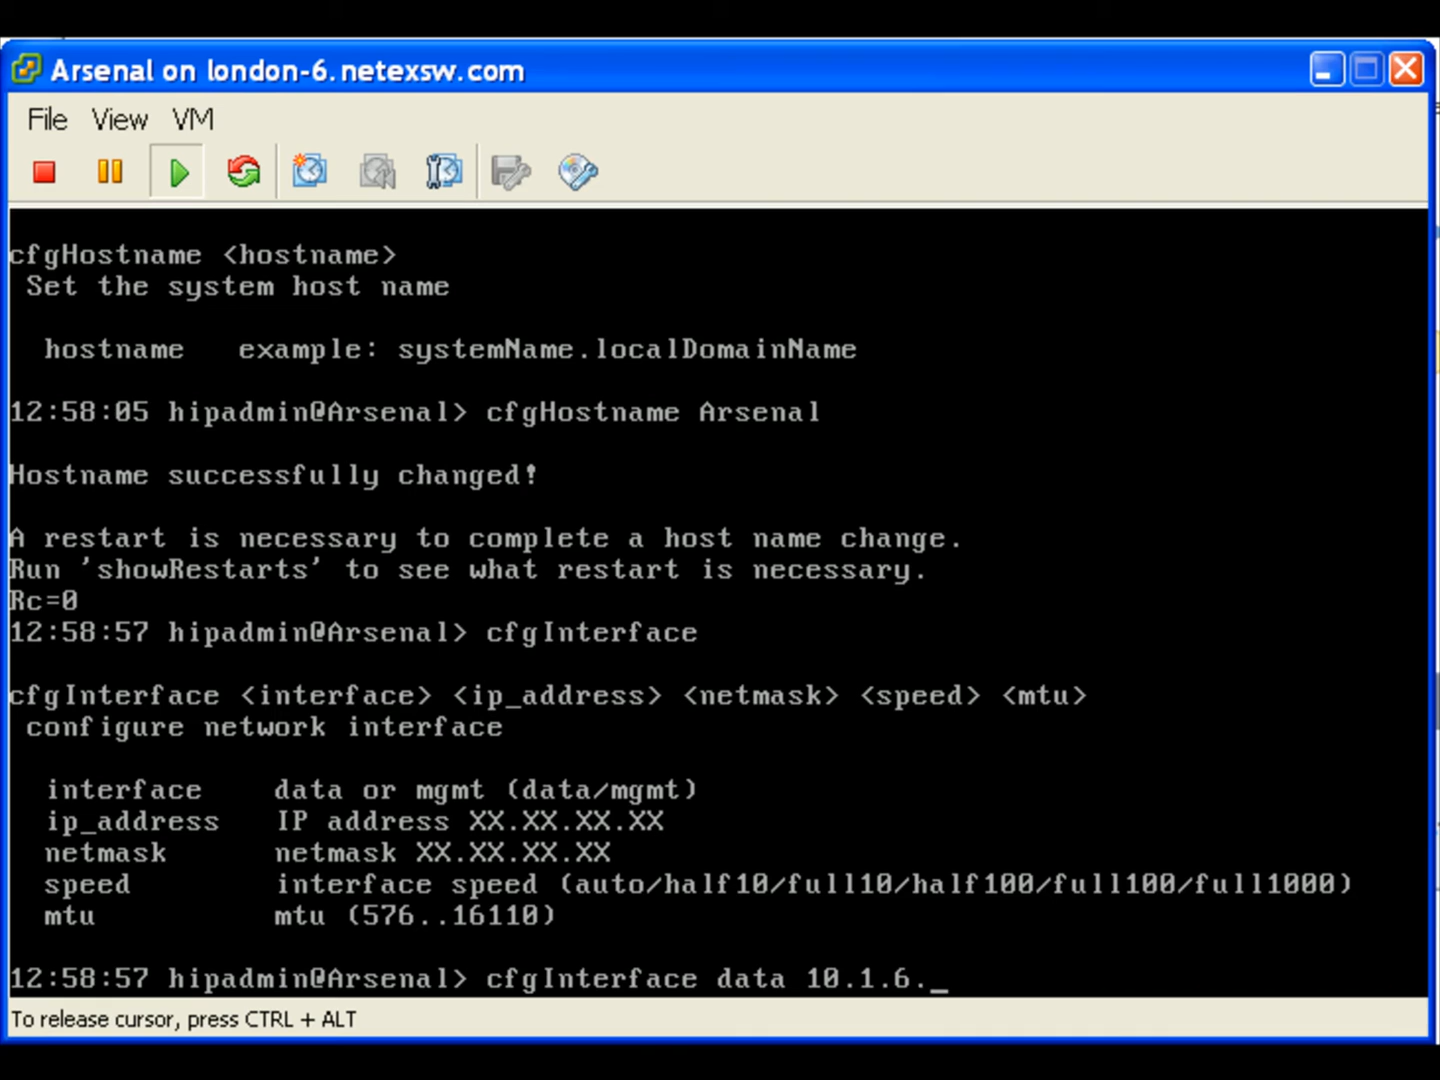 Arsenal on london-6.netexsw.com
File View VM
cfgHostname <hostname>
Set the system host name
hostname example: systemName.localDomainName
12:58:05 hipadmin@Arsenal> cfgHostname Arsenal
Hostname successfully changed!
A restart is necessary to complete a host name change.
Run 'showRestarts' to see what restart is necessary.
Rc=0
12:58:57 hipadmin@Arsenal> cfgInterface
cfgInterface <interface> <ip_address> <netmask> <speed> <mtu>
configure network interface
interface data or mgmt (data/mgmt)
ip_address IP address XX.XX.XX.XX
netmask netmask XX.XX.XX.XX
speed interface speed (auto/half10/full10/half100/full100/full1000)
mtu mtu (576..16110)
12:58:57 hipadmin@Arsenal> cfgInterface data 10.1.6._
To release cursor, press CTRL + ALT